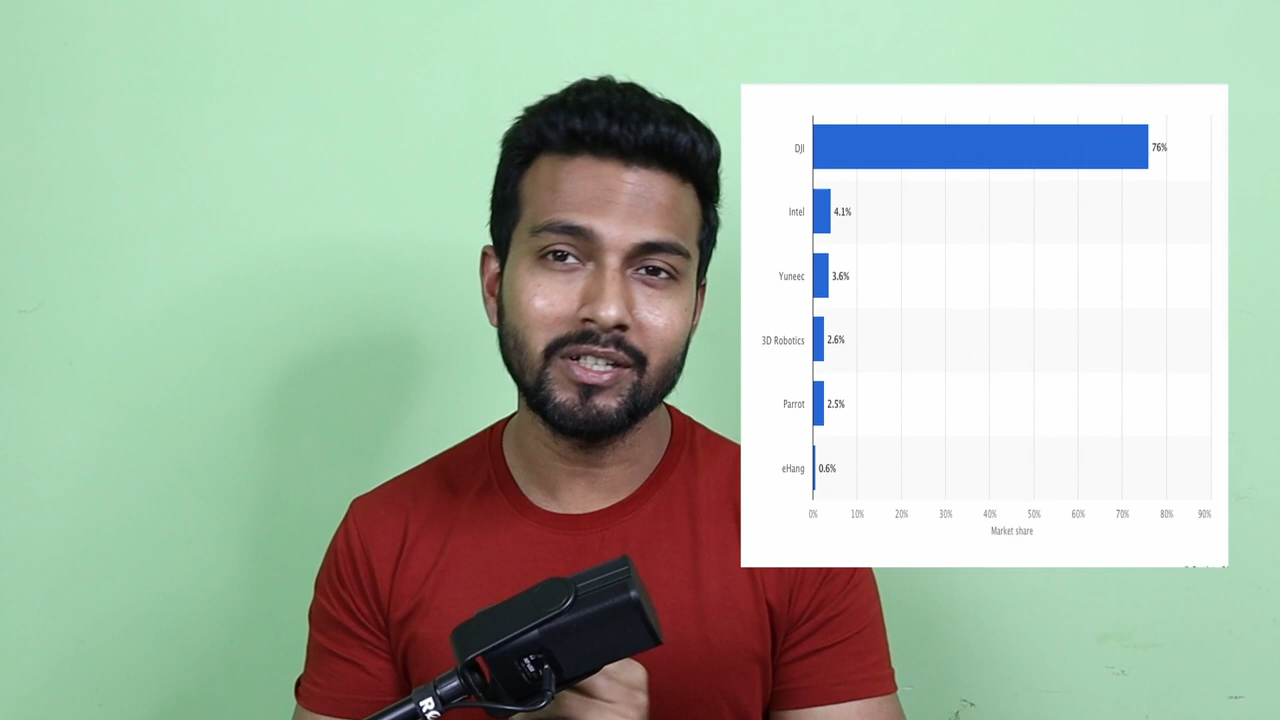 DJI 76%
Intel 4.1%
Yuneec 3.6%
3D Robotics 2.6%
Parrot 2.5%
eHang 0.6%
0% 10% 20% 30% 40% 50% 60% 70% 80% 90%
Market share